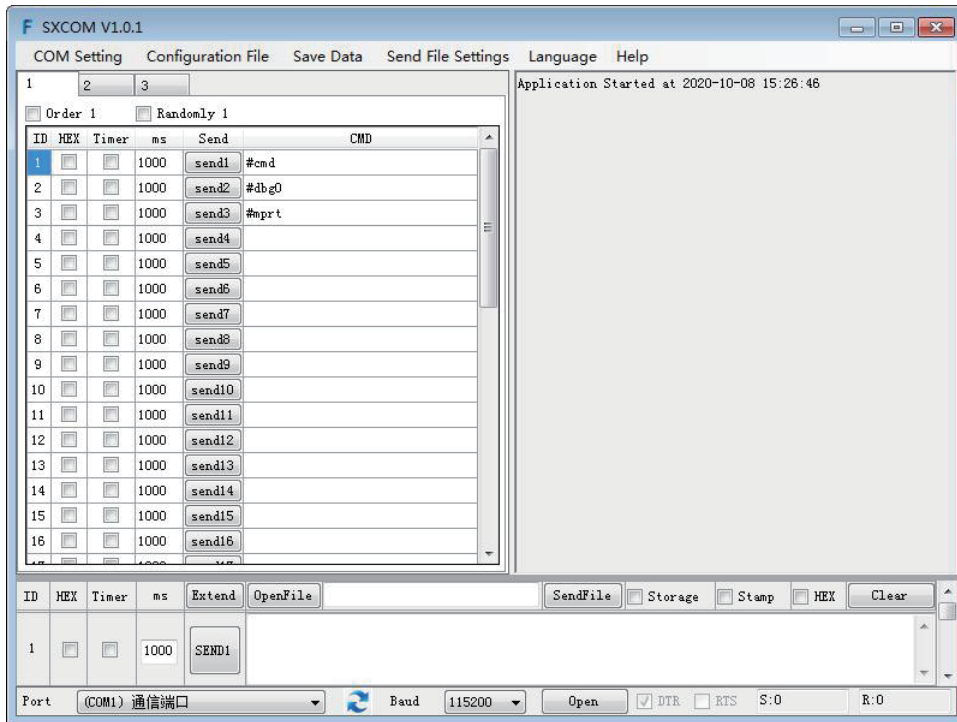 F SXCOM V1.0.1
COM Setting Configuration File Save Data Send File Settings Language Help
1 2 3
Order 1 Randomly 1
ID HEX Timer ms Send CMD
1 1000 send1 #cmd
2 1000 send2 #dbg0
3 1000 send3 #mprt
4 1000 send4
5 1000 send5
6 1000 send6
7 1000 send7
8 1000 send8
9 1000 send9
10 1000 send10
11 1000 send11
12 1000 send12
13 1000 send13
14 1000 send14
15 1000 send15
16 1000 send16
Application Started at 2020-10-08 15:26:46
ID HEX Timer ms Extend OpenFile SendFile Storage Stamp HEX Clear
1 1000 SEND1
Port (COM1) 通信端口 Baud 115200 Open DTR RTS S:0 R:0